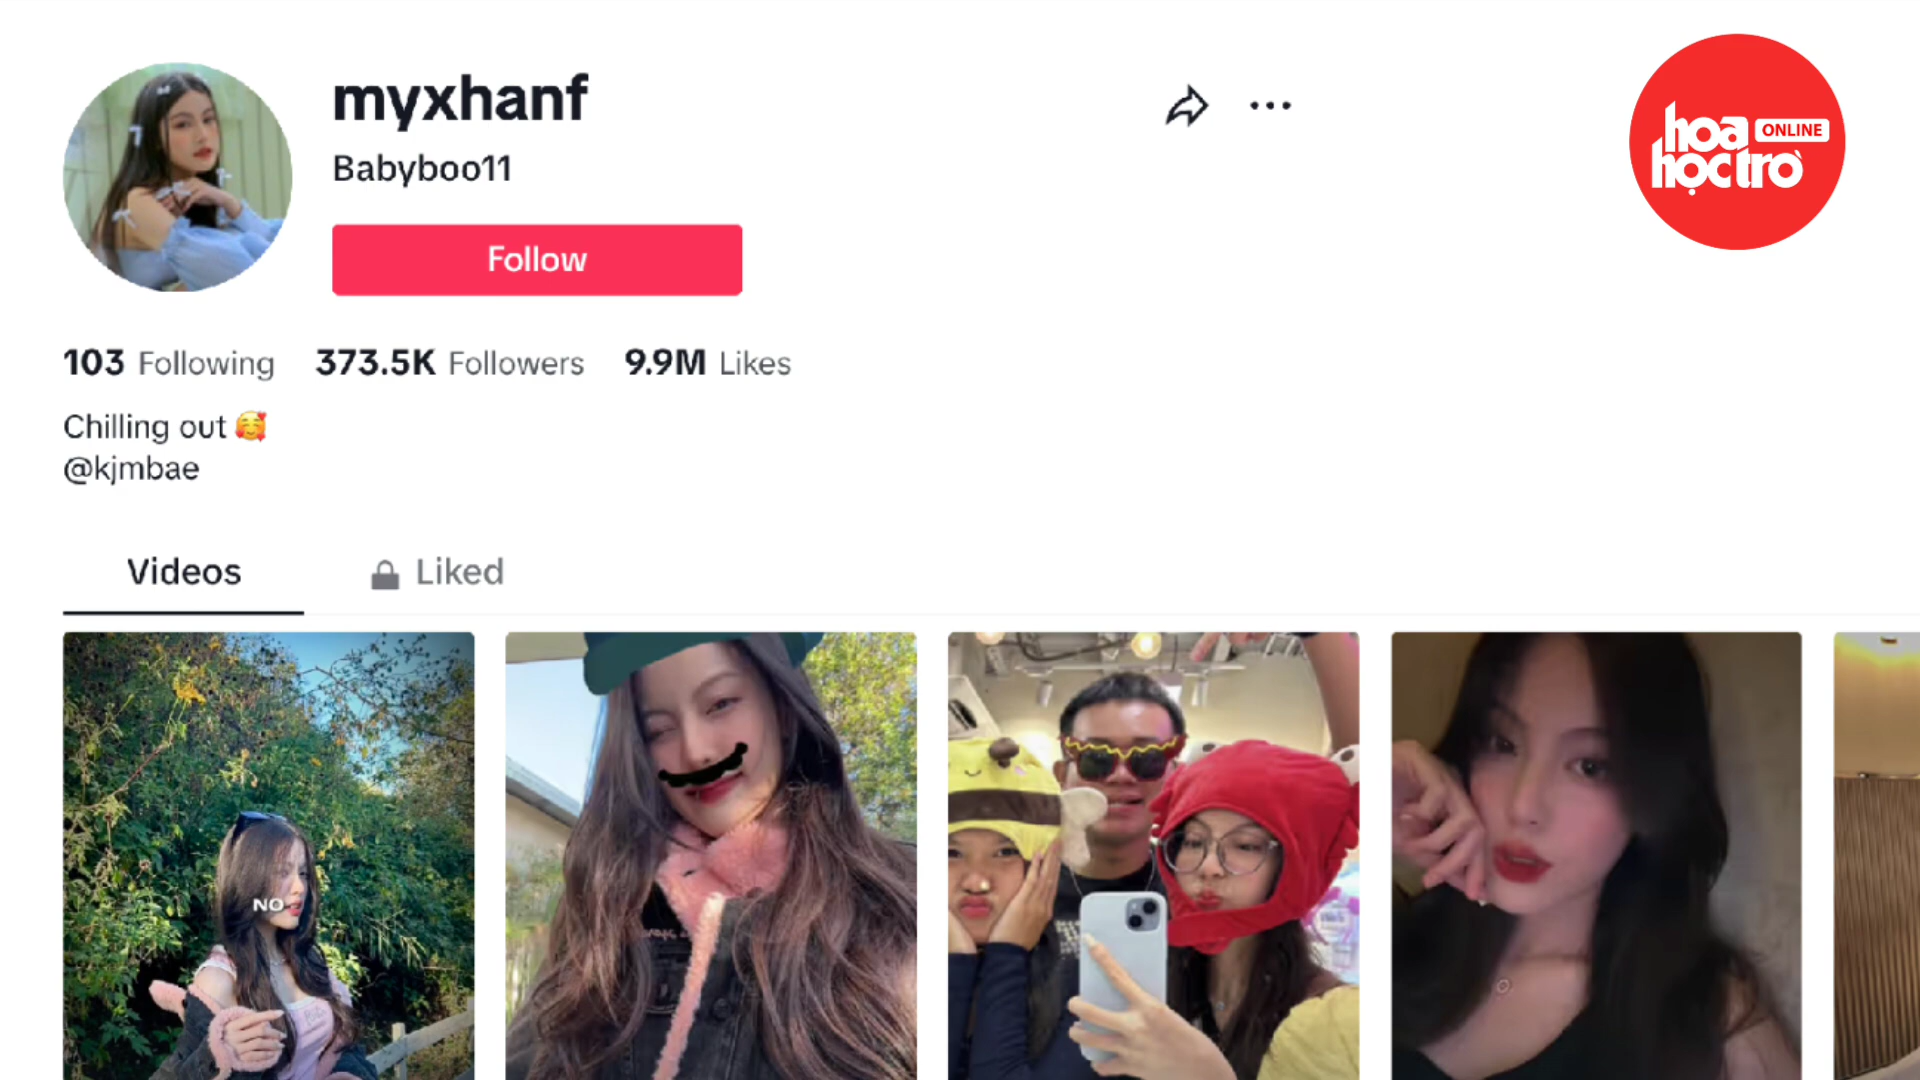 myxhanf
Babyboo11
Follow
103 Following 373.5K Followers 9.9M Likes
Chilling out 🥰
@kjmbae
Videos
Liked
hoa ONLINE
học trò
NO